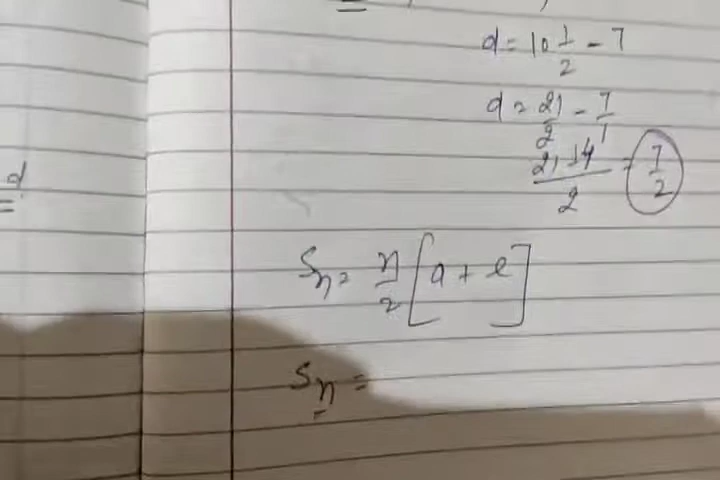 d = 10 1/2 - 7
d = 21/2 - 7/1
(21-14)/2 = 7/2
d
Sn = n/2 [a + l]
Sn =